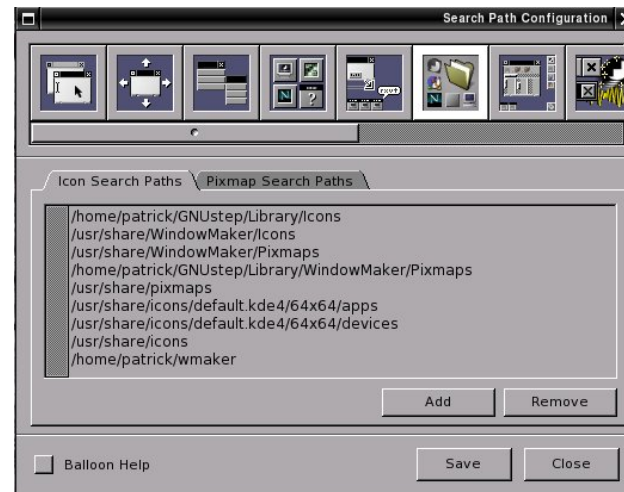 Search Path Configuration
Icon Search Paths
Pixmap Search Paths
/home/patrick/GNUstep/Library/Icons
/usr/share/WindowMaker/Icons
/usr/share/WindowMaker/Pixmaps
/home/patrick/GNUstep/Library/WindowMaker/Pixmaps
/usr/share/pixmaps
/usr/share/icons/default.kde4/64x64/apps
/usr/share/icons/default.kde4/64x64/devices
/usr/share/icons
/home/patrick/wmaker
Add
Remove
Balloon Help
Save
Close